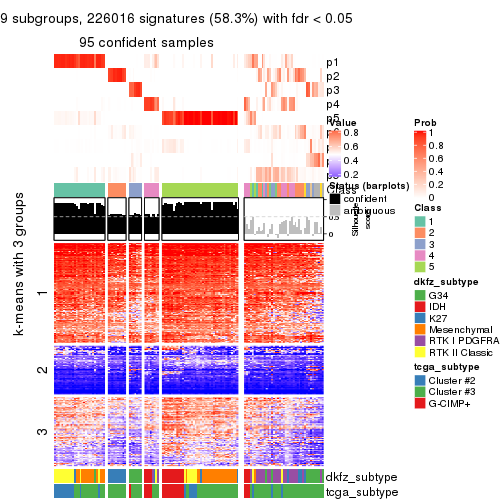 9 subgroups, 226016 signatures (58.3%) with fdr < 0.05
95 confident samples
p1
p2
p3
p4
p5
k-means with 3 groups
1
2
3
Value
0.8
0.6
0.4
0.2
Status (barplots)
confident
ambiguous
Class
0.5
0
Silhouette
score
Prob
1
0.8
0.6
0.4
0.2
0
Class
1
2
3
4
5
dkfz_subtype
G34
IDH
K27
Mesenchymal
RTK I PDGFRA
RTK II Classic
tcga_subtype
Cluster #2
Cluster #3
G-CIMP+
dkfz_subtype
tcga_subtype